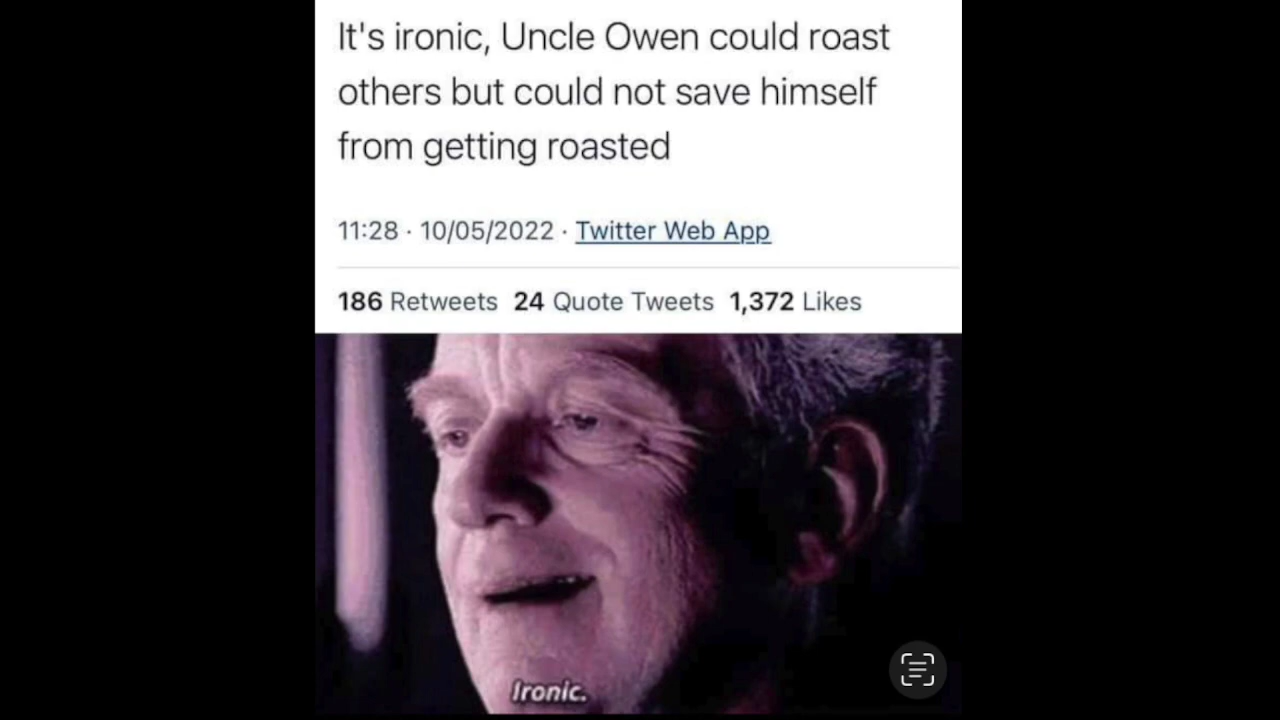 It's ironic, Uncle Owen could roast
others but could not save himself
from getting roasted
11:28 · 10/05/2022 · Twitter Web App
186 Retweets 24 Quote Tweets 1,372 Likes
Ironic.